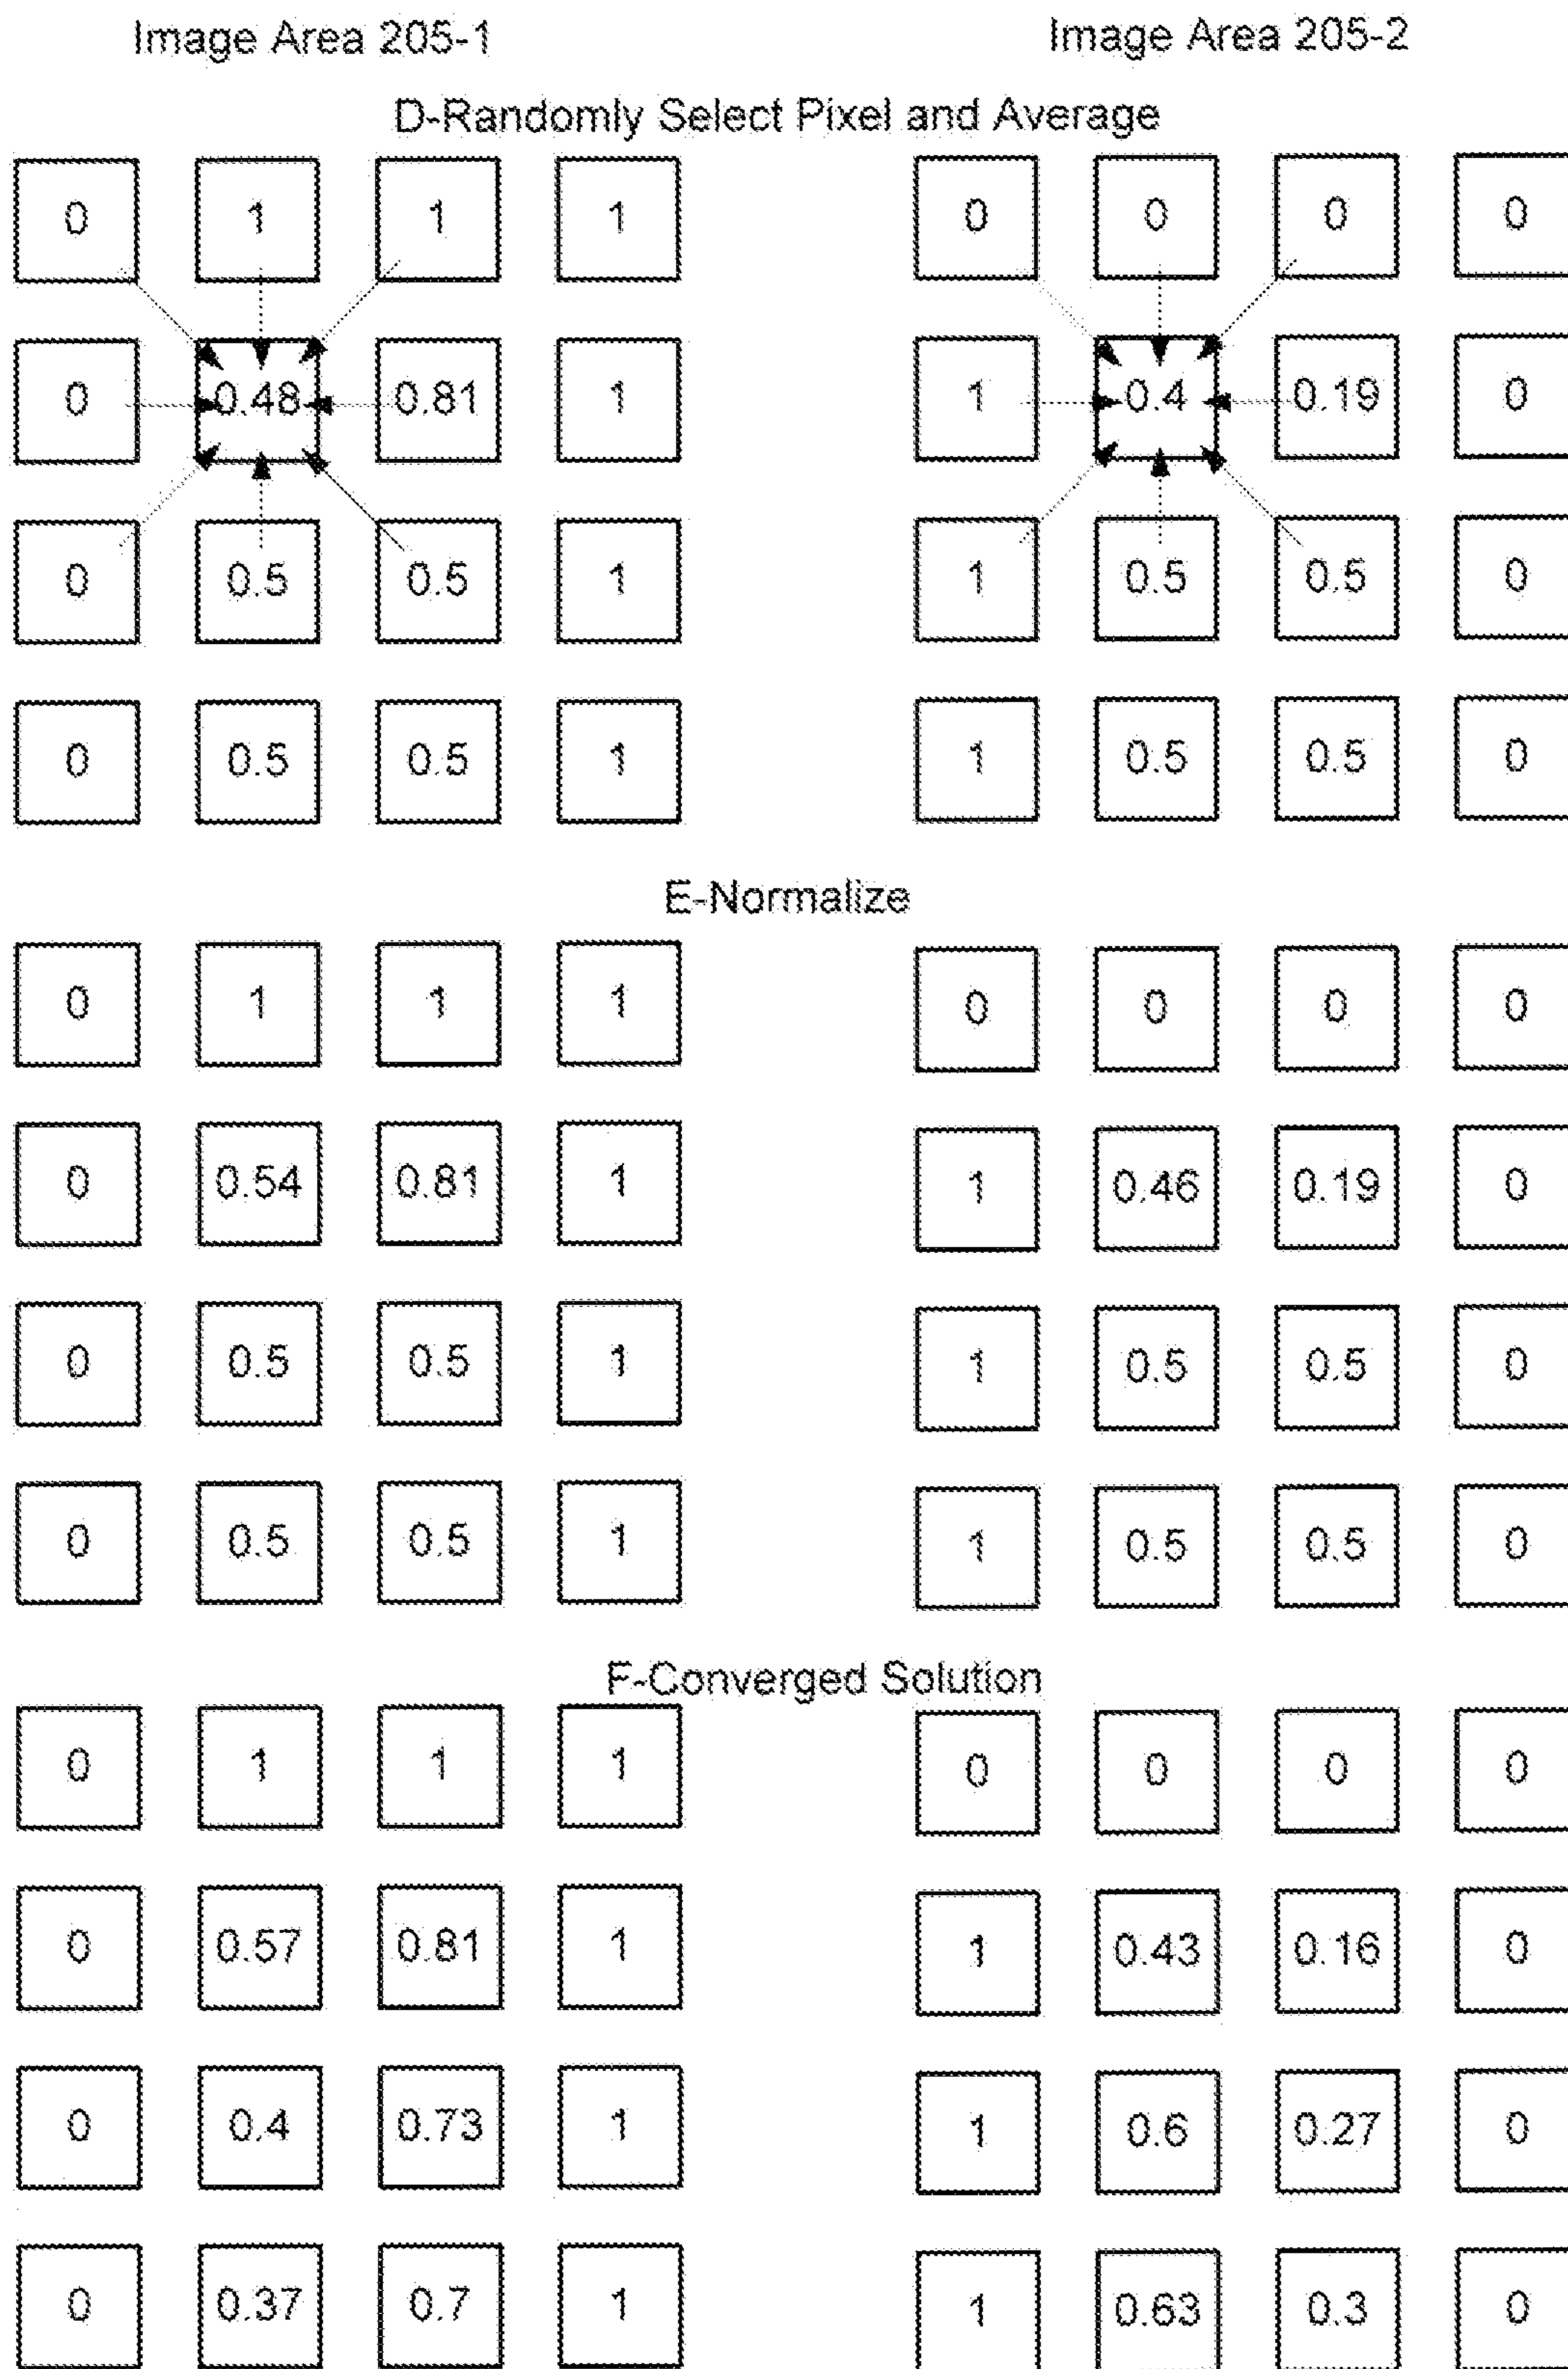 Image Area 205-1 Image Area 205-2
D-Randomly Select Pixel and Average
0 1 1 1 0 0 0 0
0 0.48 0.81 1 1 0.4 0.19 0
0 0.5 0.5 1 1 0.5 0.5 0
0 0.5 0.5 1 1 0.5 0.5 0
E-Normalize
0 1 1 1 0 0 0 0
0 0.54 0.81 1 1 0.46 0.19 0
0 0.5 0.5 1 1 0.5 0.5 0
0 0.5 0.5 1 1 0.5 0.5 0
F-Converged Solution
0 1 1 1 0 0 0 0
0 0.57 0.81 1 1 0.43 0.16 0
0 0.4 0.73 1 1 0.6 0.27 0
0 0.37 0.7 1 1 0.63 0.3 0